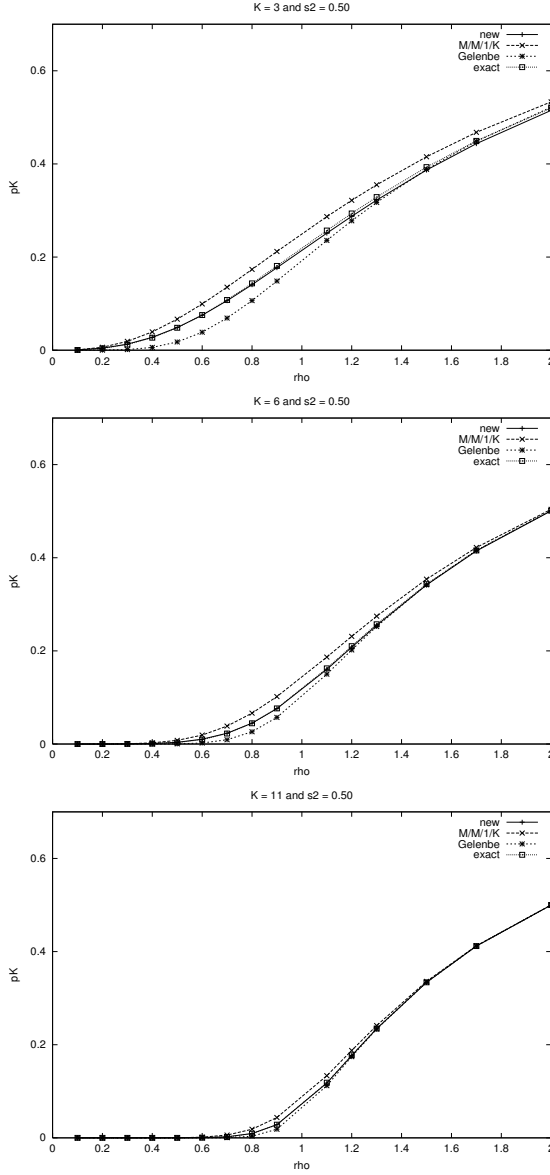 K = 3 and s2 = 0.50
new
M/M/1/K
Gelenbe
exact
0.6
0.4
0.2
0
pK
0 0.2 0.4 0.6 0.8 1 1.2 1.4 1.6 1.8 2
rho
K = 6 and s2 = 0.50
new
M/M/1/K
Gelenbe
exact
0.6
0.4
0.2
0
pK
0 0.2 0.4 0.6 0.8 1 1.2 1.4 1.6 1.8 2
rho
K = 11 and s2 = 0.50
new
M/M/1/K
Gelenbe
exact
0.6
0.4
0.2
0
pK
0 0.2 0.4 0.6 0.8 1 1.2 1.4 1.6 1.8 2
rho